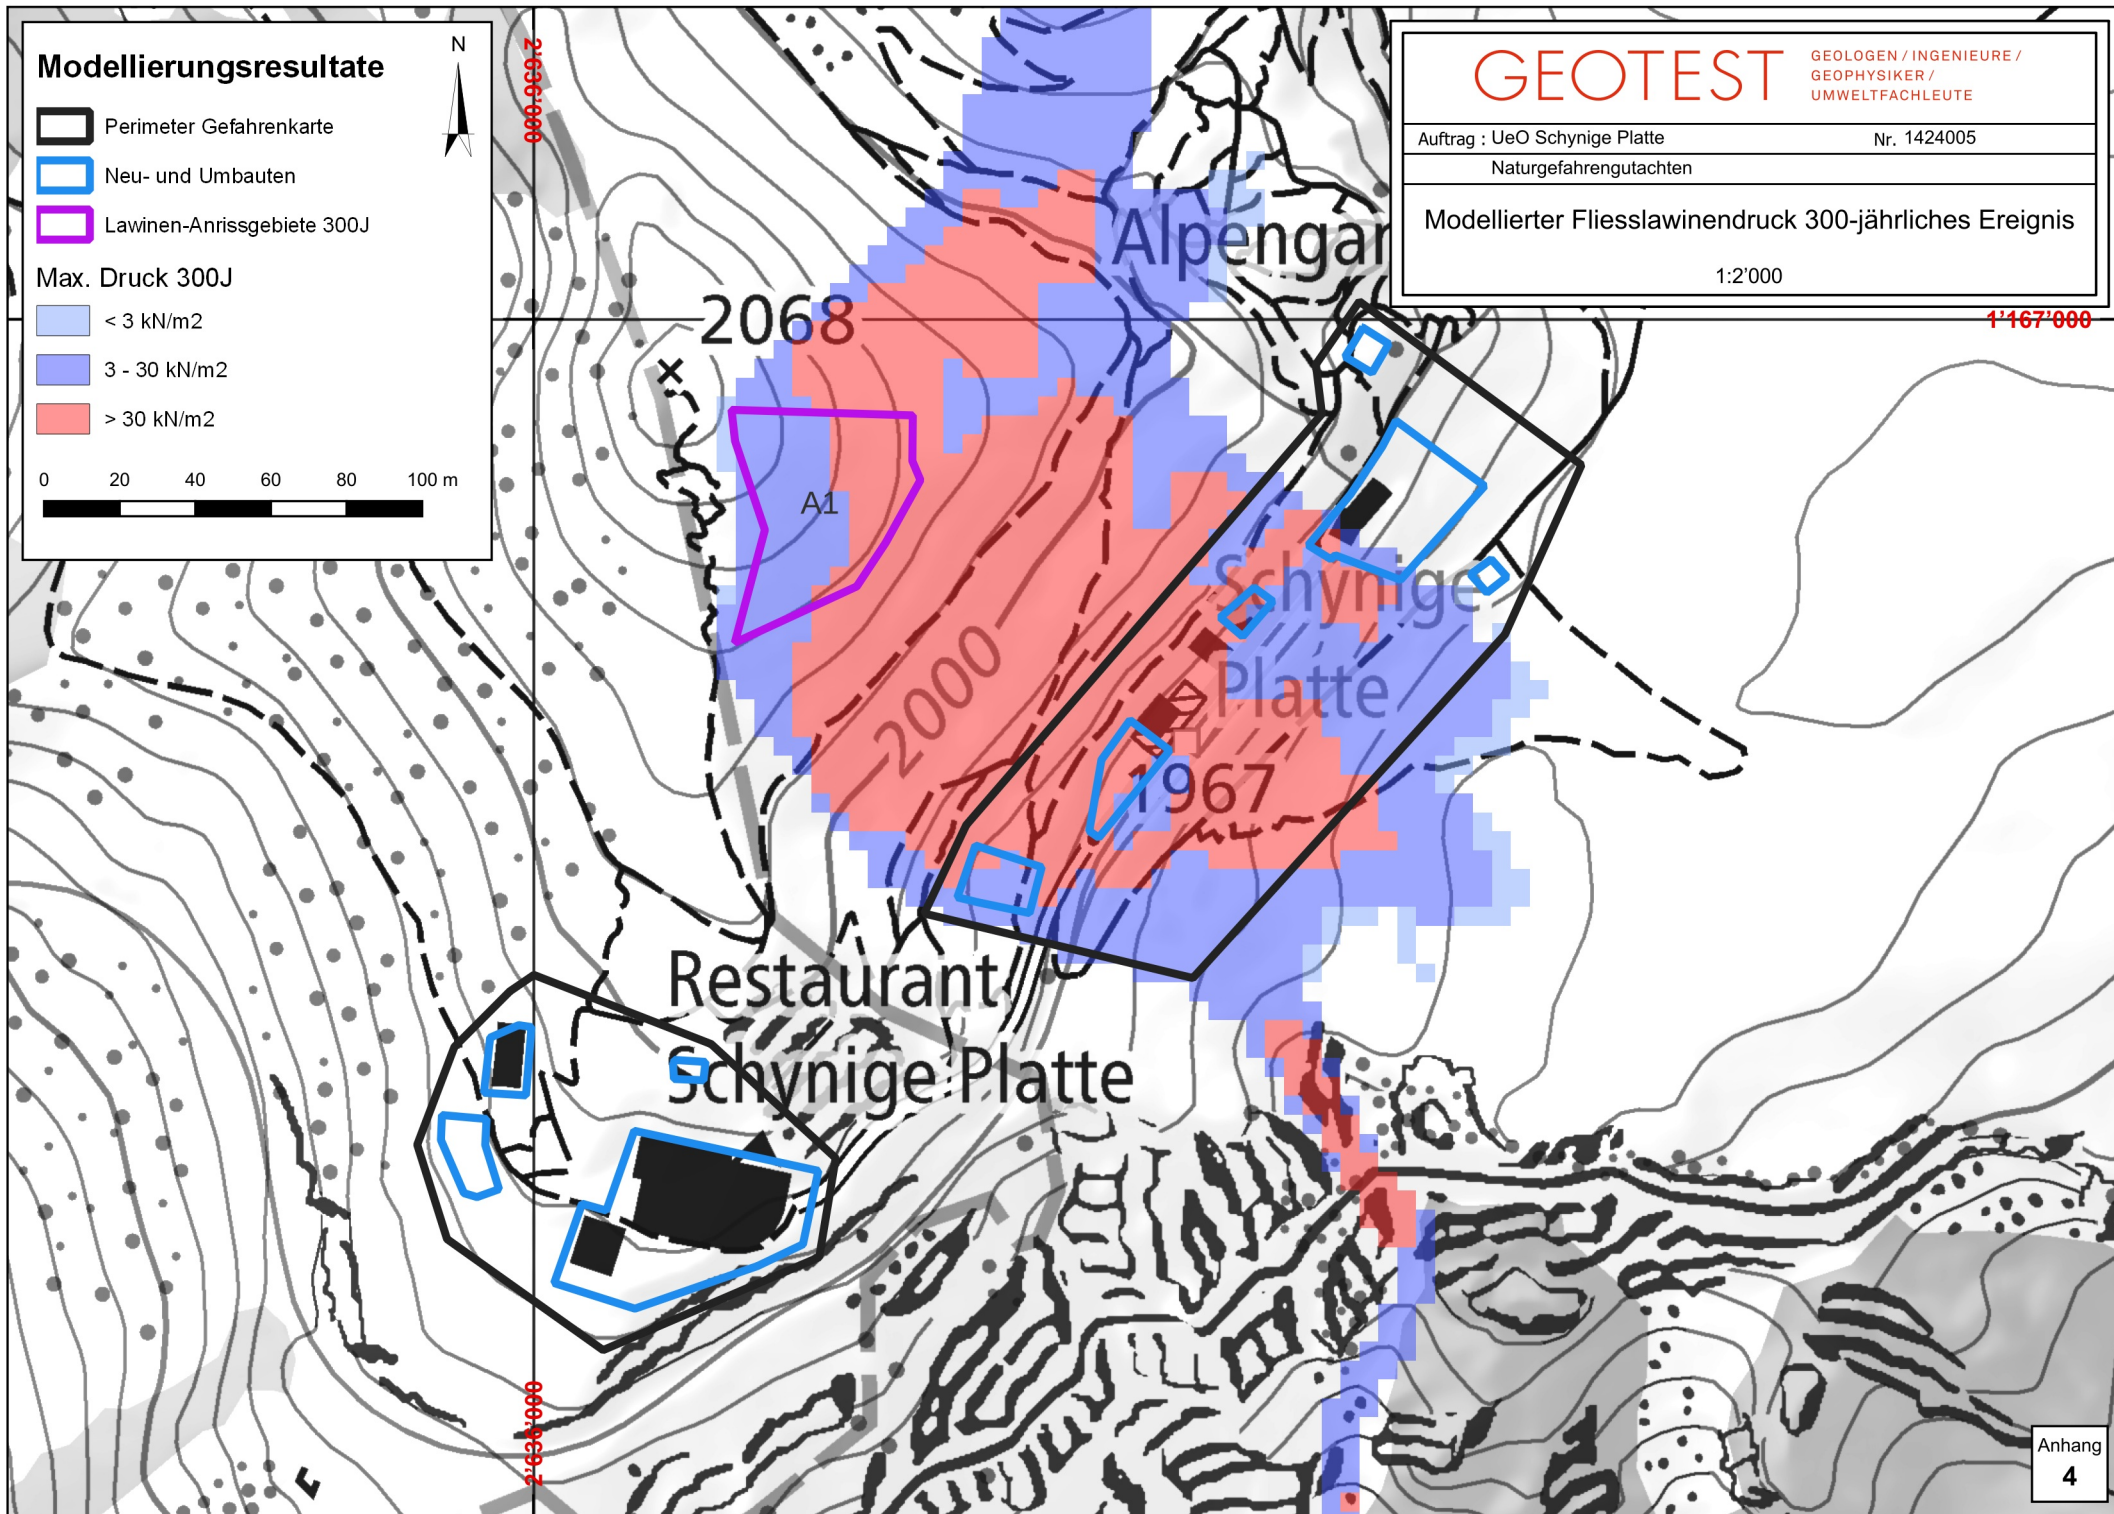 Modellierungsresultate
N
Perimeter Gefahrenkarte
Neu- und Umbauten
Lawinen-Anrissgebiete 300J
Max. Druck 300J
< 3 kN/m2
3 - 30 kN/m2
> 30 kN/m2
0 20 40 60 80 100 m
2'636'000
GEOTEST
GEOLOGEN / INGENIEURE /
GEOPHYSIKER /
UMWELTFACHLEUTE
Auftrag : UeO Schynige Platte Nr. 1424005
Naturgefahrengutachten
Modellierter Fliesslawinendruck 300-jährliches Ereignis
1:2'000
1'167'000
Alpengar
2068
A1
Schynige
Platte
2000
1967
Restaurant
Schynige Platte
2'636'000
Anhang
4